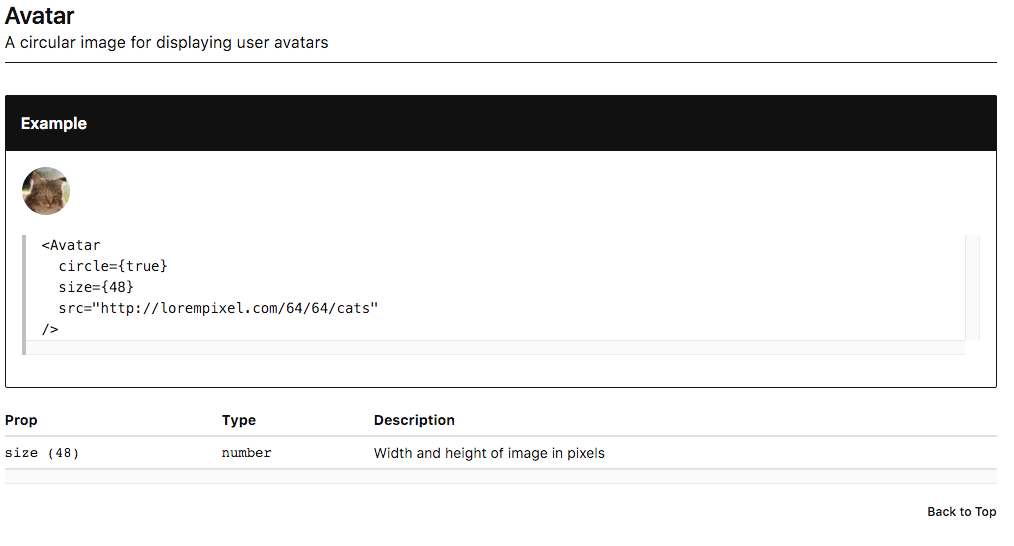 Avatar
A circular image for displaying user avatars
Example
<Avatar
  circle={true}
  size={48}
  src="http://lorempixel.com/64/64/cats"
/>
Prop Type Description
size (48) number Width and height of image in pixels
Back to Top